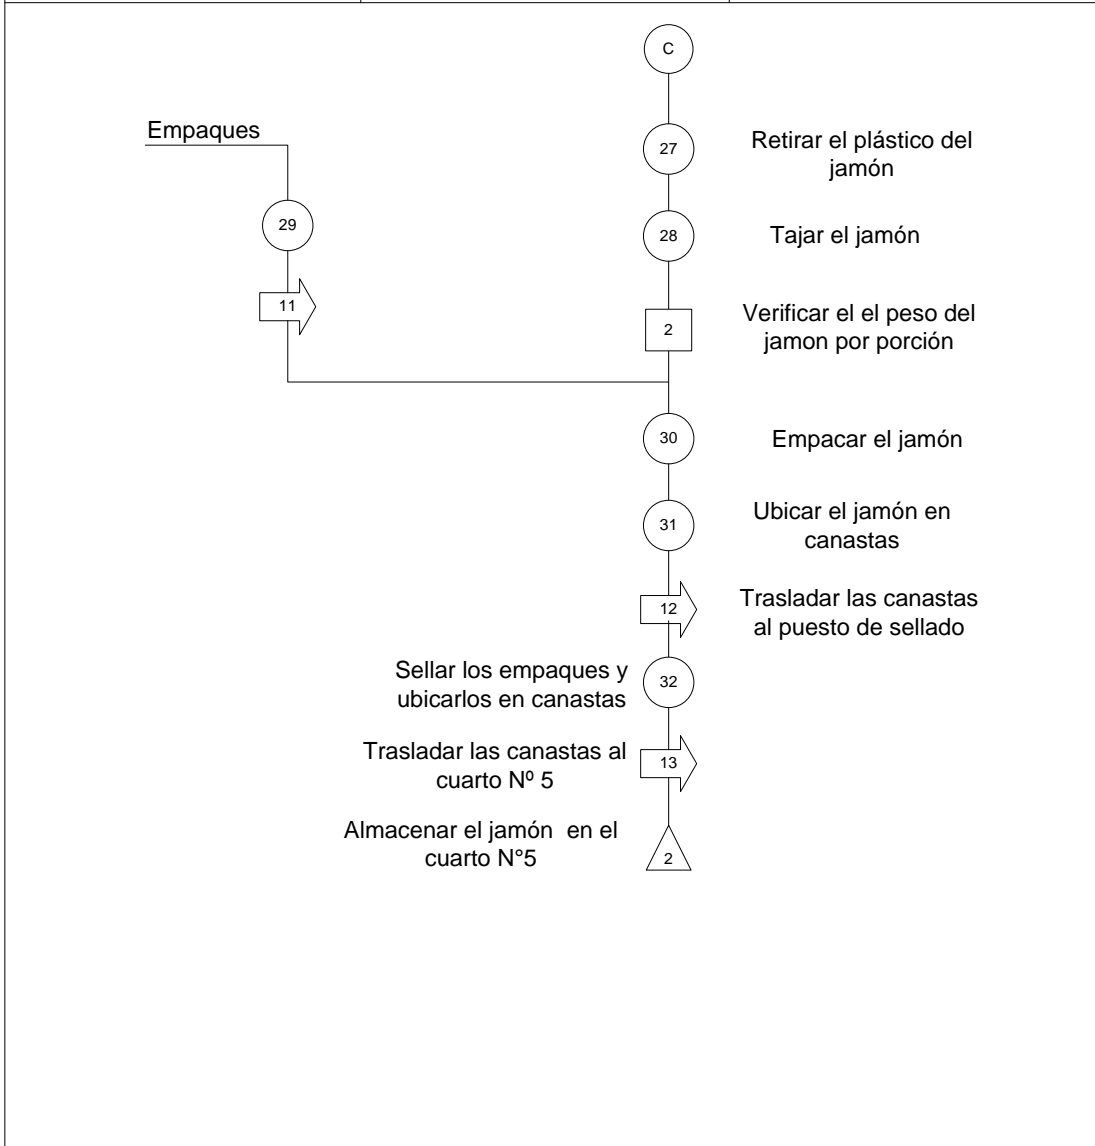 C
Empaques
27
Retirar el plástico del
jamón
29
28
Tajar el jamón
11
2
Verificar el el peso del
jamon por porción
30
Empacar el jamón
31
Ubicar el jamón en
canastas
12
Trasladar las canastas
al puesto de sellado
Sellar los empaques y
ubicarlos en canastas
32
Trasladar las canastas al
cuarto Nº 5
13
Almacenar el jamón  en el
cuarto N°5
2